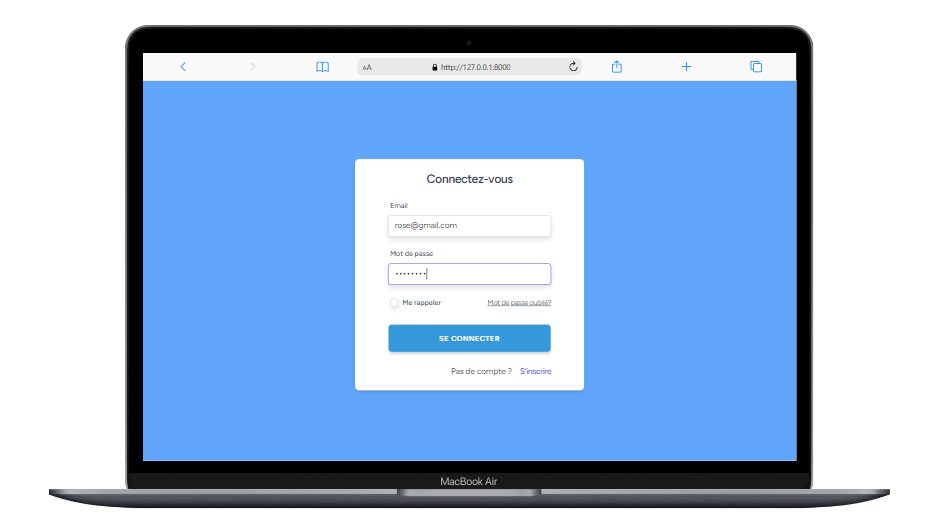 AA http://127.0.0.1:8000
Connectez-vous
Email
rose@gmail.com
Mot de passe
••••••••
Me rappeler Mot de passe oublié?
SE CONNECTER
Pas de compte ? S'inscrire
MacBook Air